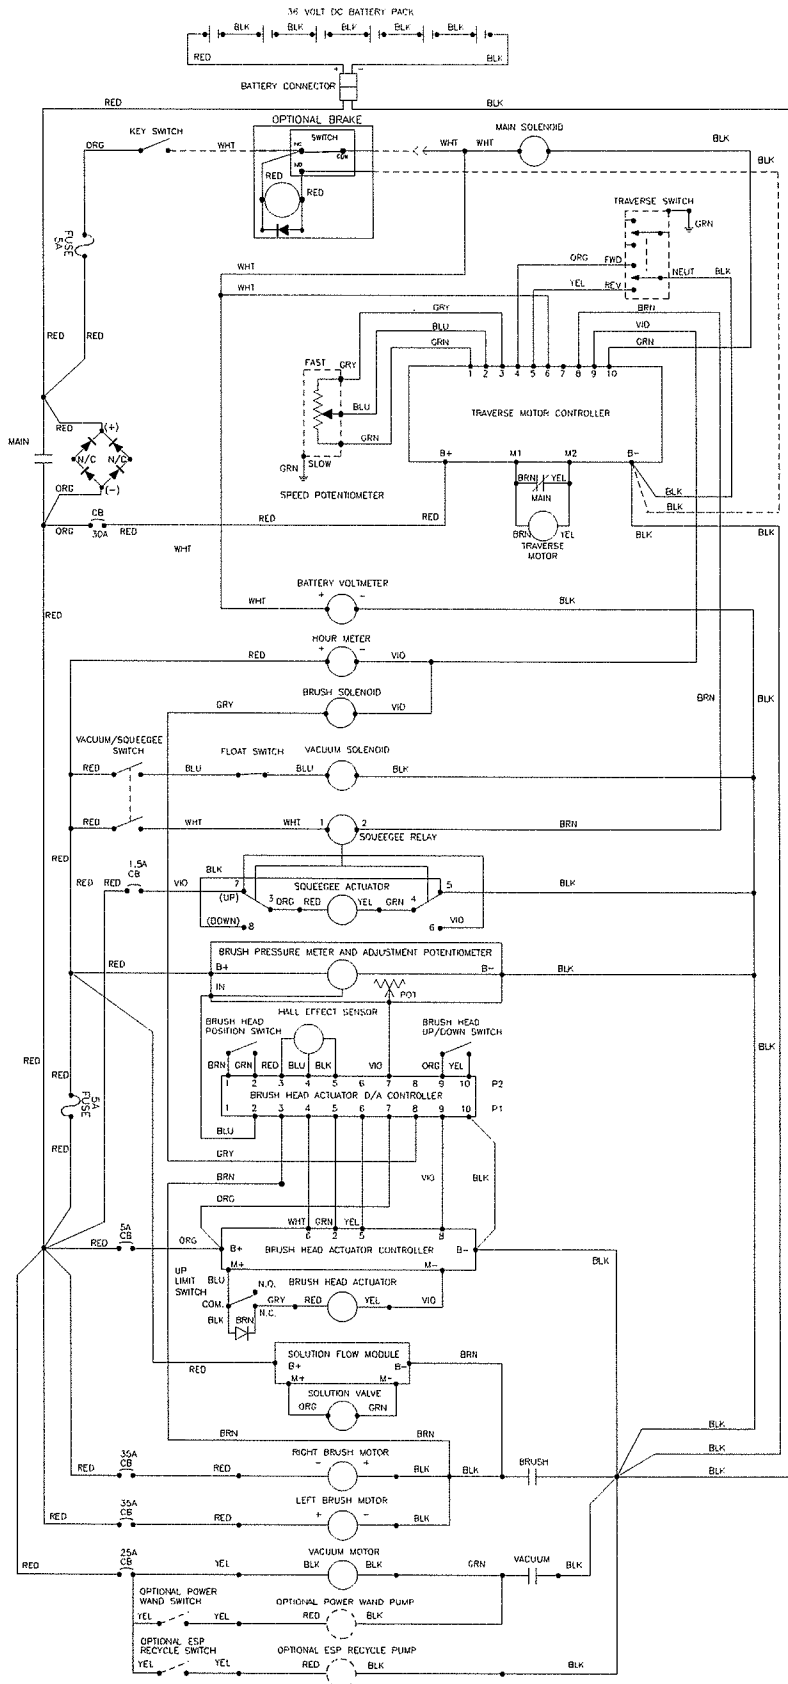 36 VOLT DC BATTERY PACK
BLK BLK BLK BLK BLK
RED BLK
+ -
BATTERY CONNECTOR
RED BLK
OPTIONAL BRAKE
KEY SWITCH SWITCH MAIN SOLENOID
ORG WHT NC COM WHT WHT BLK
NO BLK
RED RED
TRAVERSE SWITCH
GRN
FUSE
5A
ORG FWD
WHT NEUT BLK
YEL REV
WHT
GRY BRN
BLU VIO
RED RED GRN GRN
FAST GRY
1 2 3 4 5 6 7 8 9 10
BLU TRAVERSE MOTOR CONTROLLER
RED (+)
MAIN N/C N/C GRN
SLOW B+ M1 M2 B-
GRN
ORG (-) BRN YEL BLK
SPEED POTENTIOMETER MAIN BLK
CB RED RED
ORG 30A RED BRN YEL BLK BLK
WHT TRAVERSE
MOTOR
BATTERY VOLTMETER
WHT + - BLK
RED
HOUR METER
RED + - VIO
BRUSH SOLENOID BRN BLK
GRY VIO
VACUUM/SQUEEGEE
SWITCH FLOAT SWITCH VACUUM SOLENOID
RED BLU BLU BLK
RED WHT WHT 1 2 BRN
SQUEEGEE RELAY
RED
1.5A
CB BLK
RED RED VIO 7 SQUEEGEE ACTUATOR 5 BLK
(UP) 3 ORG RED YEL GRN 4
(DOWN) 8 6 VIO
BRUSH PRESSURE METER AND ADJUSTMENT POTENTIOMETER
RED B+ B- BLK
IN POT
HALL EFFECT SENSOR
BRUSH HEAD
POSITION SWITCH
BRUSH HEAD
UP/DOWN SWITCH
BLK
RED BRN GRN RED BLU BLK VIO ORG YEL
RED 1 2 3 4 5 6 7 8 9 10 P2
BRUSH HEAD ACTUATOR D/A CONTROLLER
5A
FUSE
1 2 3 4 5 6 7 8 9 10 P1
BLU
RED GRY
BRN VIO BLK
ORG
WHT GRN YEL
5A
CB
6 2 5 8
RED ORG B+ BRUSH HEAD ACTUATOR CONTROLLER B-
BLK
M+ M-
UP
LIMIT
SWITCH
BLU N.O. BRUSH HEAD ACTUATOR
COM. GRY RED YEL VIO
BLK BRN N.C.
SOLUTION FLOW MODULE BRN
RED B+ B-
M+ M-
SOLUTION VALVE
ORG GRN
BLK
BRN BRN
35A
CB
RIGHT BRUSH MOTOR BLK
RED RED - + BLK BLK BRUSH BLK
35A
CB
LEFT BRUSH MOTOR
RED RED + - BLK
25A
CB
VACUUM MOTOR
RED YEL BLK BLK GRN VACUUM BLK
OPTIONAL POWER
WAND SWITCH
OPTIONAL POWER WAND PUMP
YEL YEL RED BLK
OPTIONAL ESP
RECYCLE SWITCH
OPTIONAL ESP RECYCLE PUMP
YEL YEL RED BLK BLK